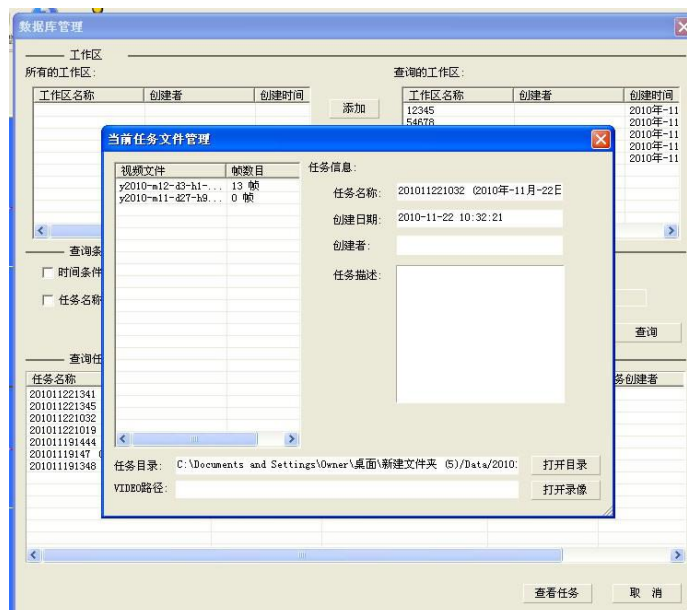 数据库管理
工作区
所有的工作区:
查询的工作区:
工作区名称 创建者 创建时间
添加
工作区名称 创建者 创建时间
12345 2010年-11
54678 2010年-11
2010年-11
2010年-11
2010年-11
当前任务文件管理
视频文件 帧数目
y2010-m12-d3-h1-... 13 帧
y2010-m11-d27-h9... 0 帧
任务信息:
任务名称: 201011221032 (2010年-11月-22日
创建日期: 2010-11-22 10:32:21
创建者:
任务描述:
任务目录: C:\Documents and Settings\Owner\桌面\新建文件夹 (5)/Data/2010:
打开目录
VIDEO路径:
打开录像
查询条
时间条件
任务名称
查询
查询任
任务名称
务创建者
201011221341
201011221345
201011221032
201011221019
201011191444
20101119147 (
201011191348
查看任务
取 消